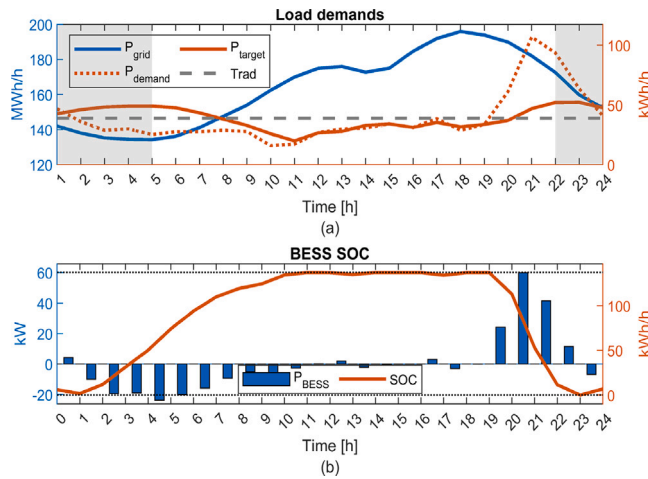 Load demands
200
180
160
140
120
MWh/h
P_grid
P_target
P_demand
Trad
100
50
0
kWh/h
1 2 3 4 5 6 7 8 9 10 11 12 13 14 15 16 17 18 19 20 21 22 23 24
Time [h]
(a)
BESS SOC
60
40
20
0
-20
kW
P_BESS
SOC
100
50
0
kWh/h
0 1 2 3 4 5 6 7 8 9 10 11 12 13 14 15 16 17 18 19 20 21 22 23 24
Time [h]
(b)